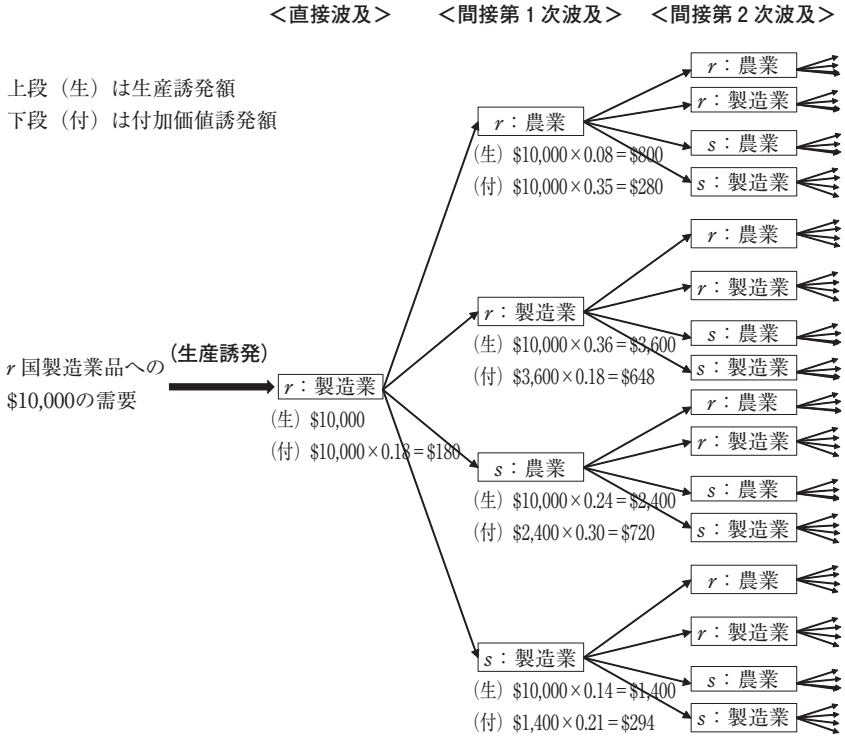 ＜直接波及＞
＜間接第１次波及＞
＜間接第２次波及＞
上段（生）は生産誘発額
下段（付）は付加価値誘発額
r 国製造業品への
$10,000の需要
（生産誘発）
r：製造業
（生）$10,000
（付）$10,000×0.18＝$180
r：農業
（生）$10,000×0.08＝$800
（付）$10,000×0.35＝$280
r：農業
r：製造業
s：農業
s：製造業
r：製造業
（生）$10,000×0.36＝$3,600
（付）$3,600×0.18＝$648
r：農業
r：製造業
s：農業
s：製造業
s：農業
（生）$10,000×0.24＝$2,400
（付）$2,400×0.30＝$720
r：農業
r：製造業
s：農業
s：製造業
s：製造業
（生）$10,000×0.14＝$1,400
（付）$1,400×0.21＝$294
r：農業
r：製造業
s：農業
s：製造業